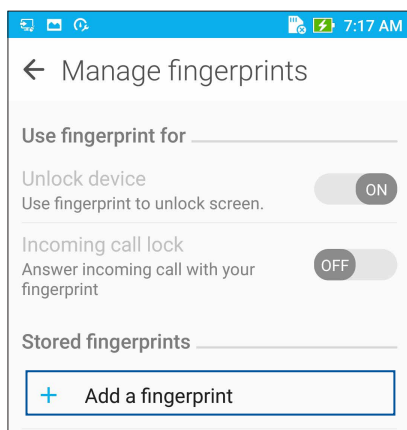 7:17 AM
Manage fingerprints
Use fingerprint for
Unlock device
ON
Use fingerprint to unlock screen.
Incoming call lock
OFF
Answer incoming call with your
fingerprint
Stored fingerprints
+ Add a fingerprint